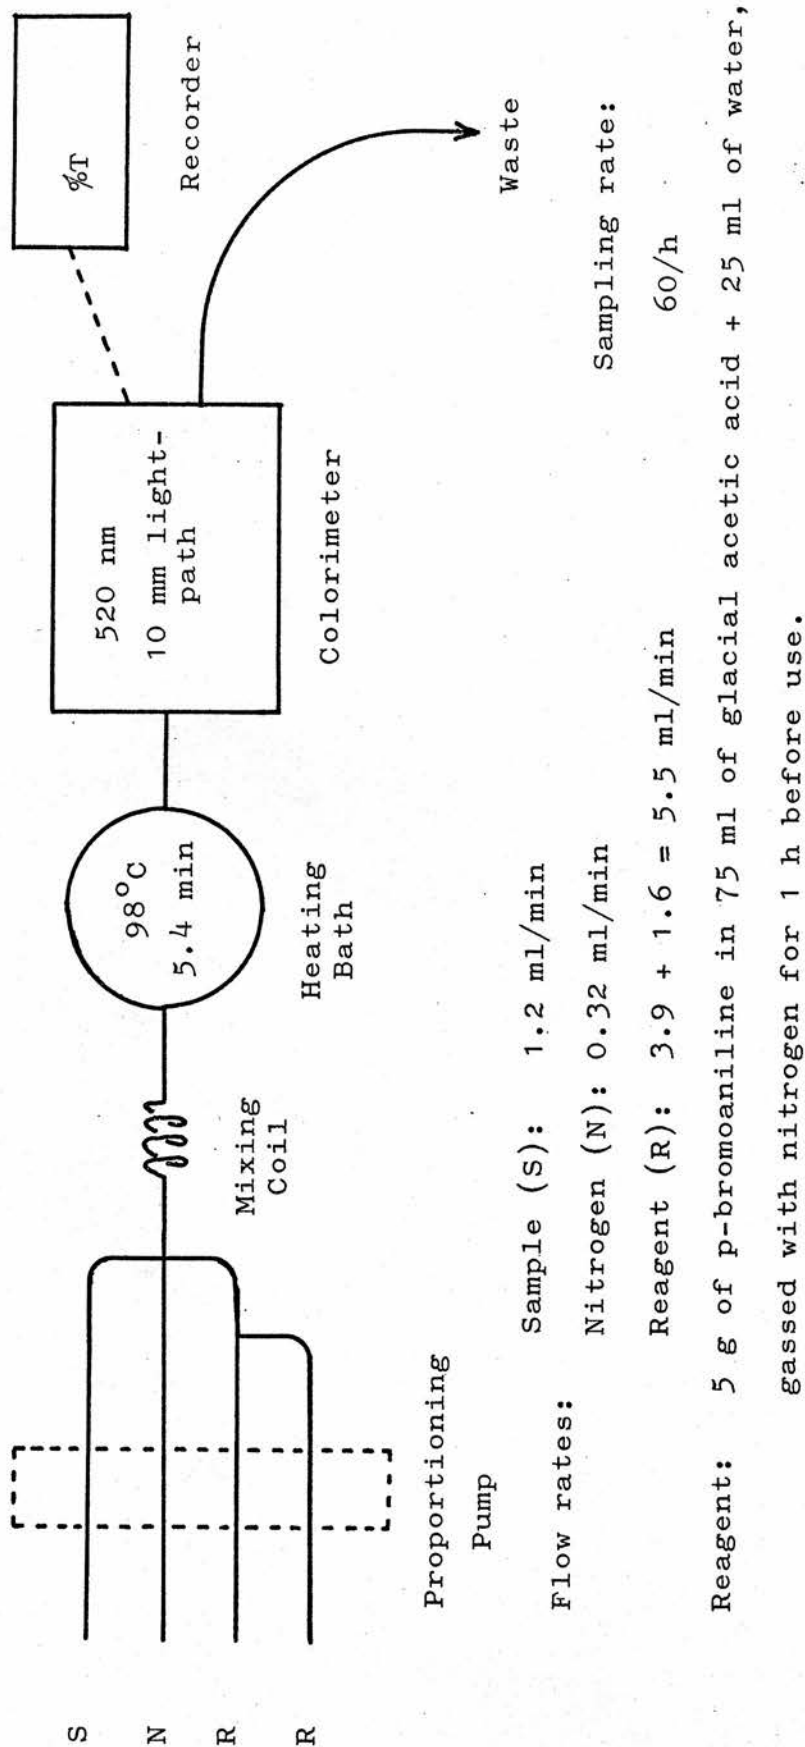 S
N
R
R
Proportioning
Pump
Mixing
Coil
98°C
5.4 min
Heating
Bath
520 nm
10 mm light-
path
Colorimeter
%T
Recorder
Waste
Flow rates:
Sample (S): 1.2 ml/min
Nitrogen (N): 0.32 ml/min
Reagent (R): 3.9 + 1.6 = 5.5 ml/min
Sampling rate:
60/h
Reagent: 5 g of p-bromoaniline in 75 ml of glacial acetic acid + 25 ml of water,
gassed with nitrogen for 1 h before use.